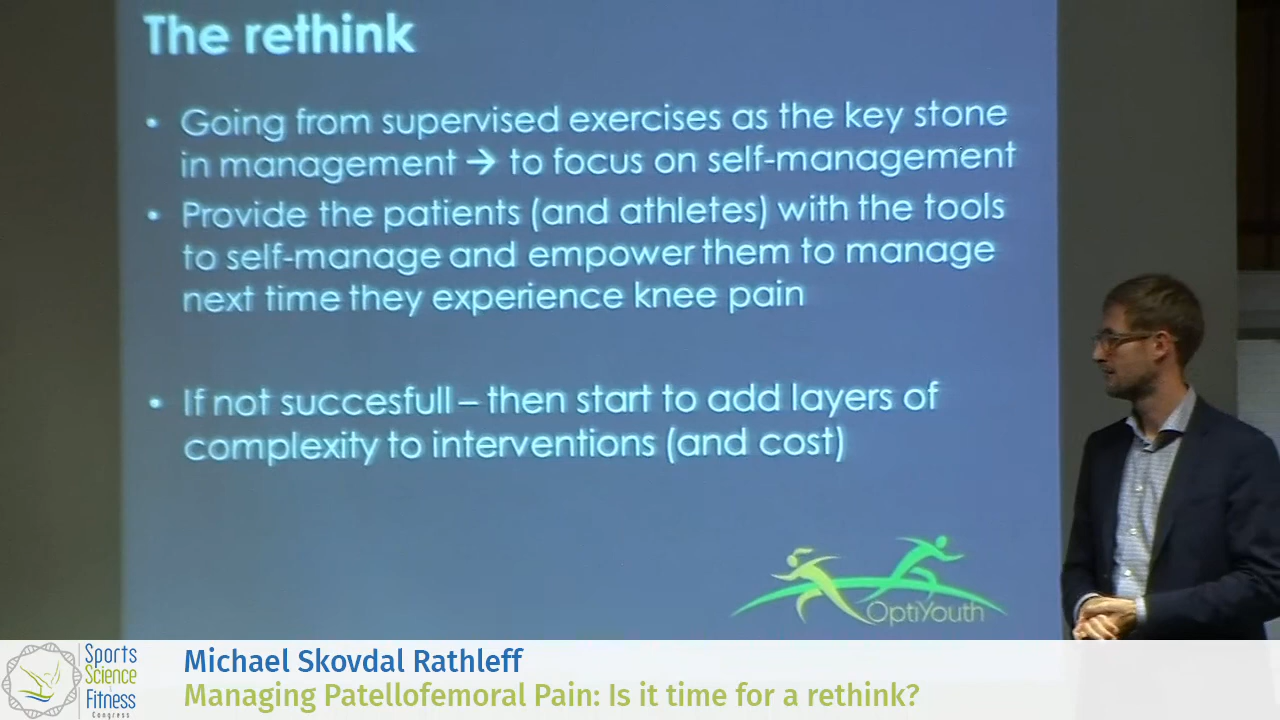 The rethink
• Going from supervised exercises as the key stone
in management → to focus on self-management
• Provide the patients (and athletes) with the tools
to self-manage and empower them to manage
next time they experience knee pain
• If not succesfull – then start to add layers of
complexity to interventions (and cost)
OptiYouth
Sports
Science
Fitness
Congress
Michael Skovdal Rathleff
Managing Patellofemoral Pain: Is it time for a rethink?